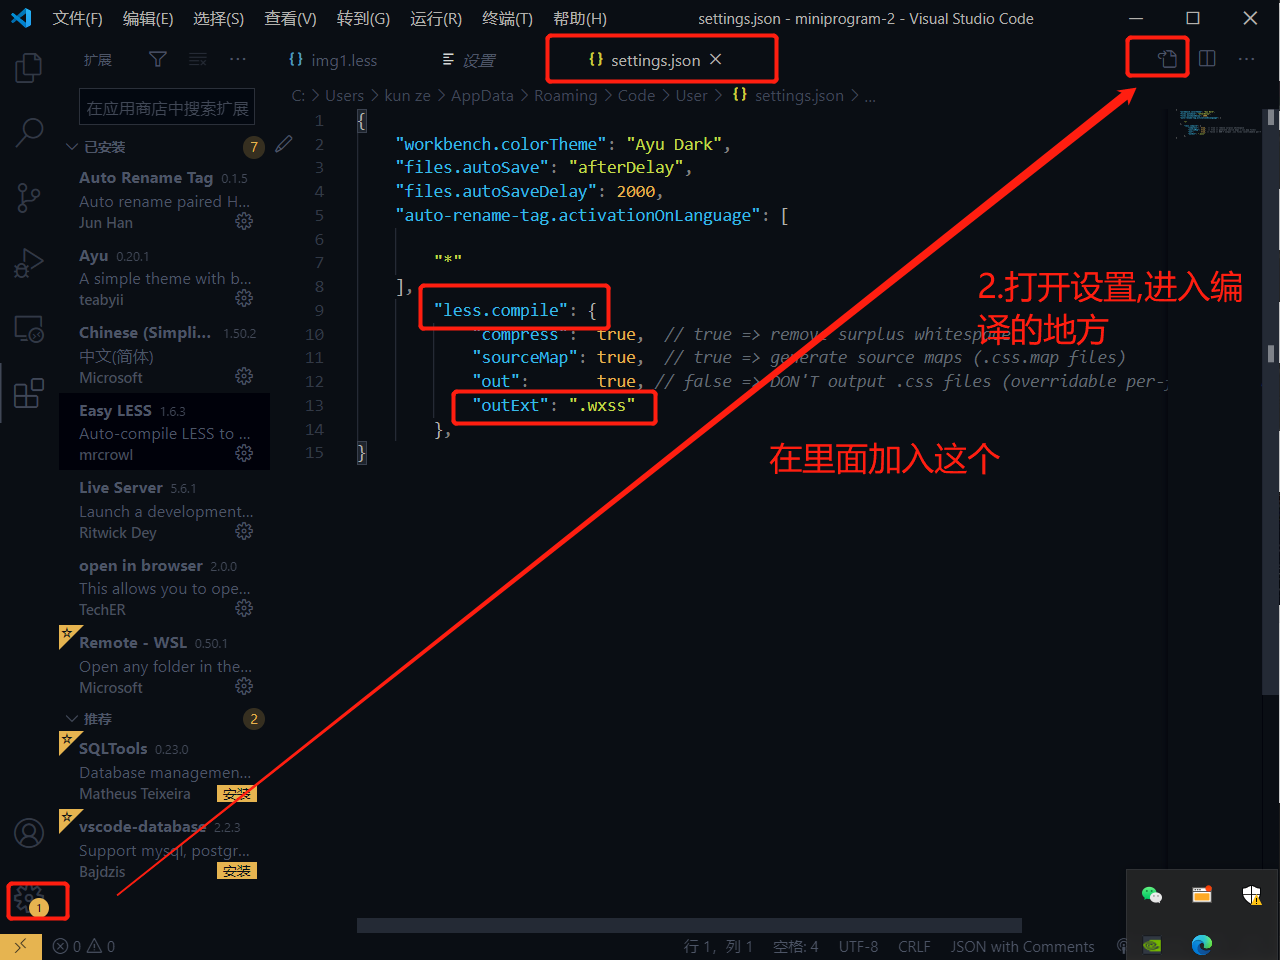 文件(F) 编辑(E) 选择(S) 查看(V) 转到(G) 运行(R) 终端(T) 帮助(H) settings.json - miniprogram-2 - Visual Studio Code
扩展
{} img1.less
设置
{} settings.json
在应用商店中搜索扩展
C: > Users > kun ze > AppData > Roaming > Code > User > {} settings.json > ...
已安装 7
Auto Rename Tag 0.1.5
Auto rename paired H...
Jun Han
Ayu 0.20.1
A simple theme with b...
teabyii
Chinese (Simpli... 1.50.2
中文(简体)
Microsoft
Easy LESS 1.6.3
Auto-compile LESS to ...
mrcrowl
Live Server 5.6.1
Launch a development...
Ritwick Dey
open in browser 2.0.0
This allows you to ope...
TechER
Remote - WSL 0.50.1
Open any folder in the...
Microsoft
推荐 2
SQLTools 0.23.0
Database managemen...
Matheus Teixeira 安装
vscode-database 2.2.3
Support mysql, postgr...
Bajdzis 安装
1
1 {
2 "workbench.colorTheme": "Ayu Dark",
3 "files.autoSave": "afterDelay",
4 "files.autoSaveDelay": 2000,
5 "auto-rename-tag.activationOnLanguage": [
6
7 "*"
8 ],
9 "less.compile": {
10 "compress": true, // true => remove surplus whitespace
11 "sourceMap": true, // true => generate source maps (.css.map files)
12 "out": true, // false => DON'T output .css files (overridable per-
13 "outExt": ".wxss"
14 },
15 }
2.打开设置,进入编
译的地方
在里面加入这个
0 0 行 1，列 1 空格: 4 UTF-8 CRLF JSON with Comments